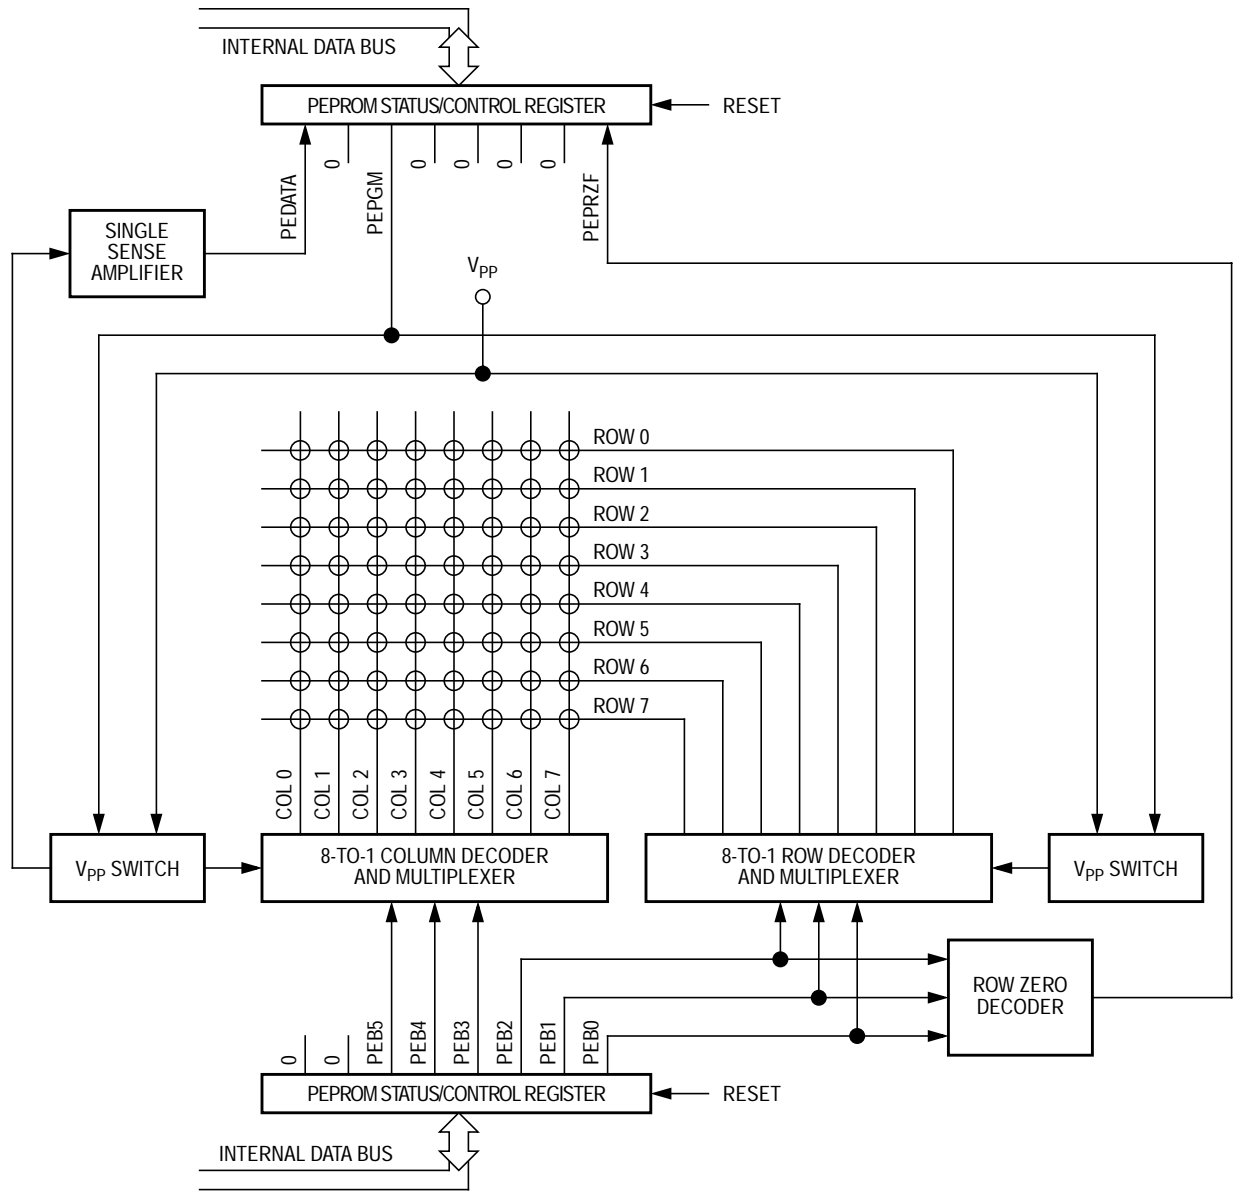 INTERNAL DATA BUS
PEPROM STATUS/CONTROL REGISTER
RESET
PEDATA
0
PEPGM
0
0
0
0
PEPRZF
SINGLE
SENSE
AMPLIFIER
VPP
ROW 0
ROW 1
ROW 2
ROW 3
ROW 4
ROW 5
ROW 6
ROW 7
COL 0
COL 1
COL 2
COL 3
COL 4
COL 5
COL 6
COL 7
VPP SWITCH
8-TO-1 COLUMN DECODER
AND MULTIPLEXER
8-TO-1 ROW DECODER
AND MULTIPLEXER
VPP SWITCH
ROW ZERO
DECODER
0
0
PEB5
PEB4
PEB3
PEB2
PEB1
PEB0
PEPROM STATUS/CONTROL REGISTER
RESET
INTERNAL DATA BUS